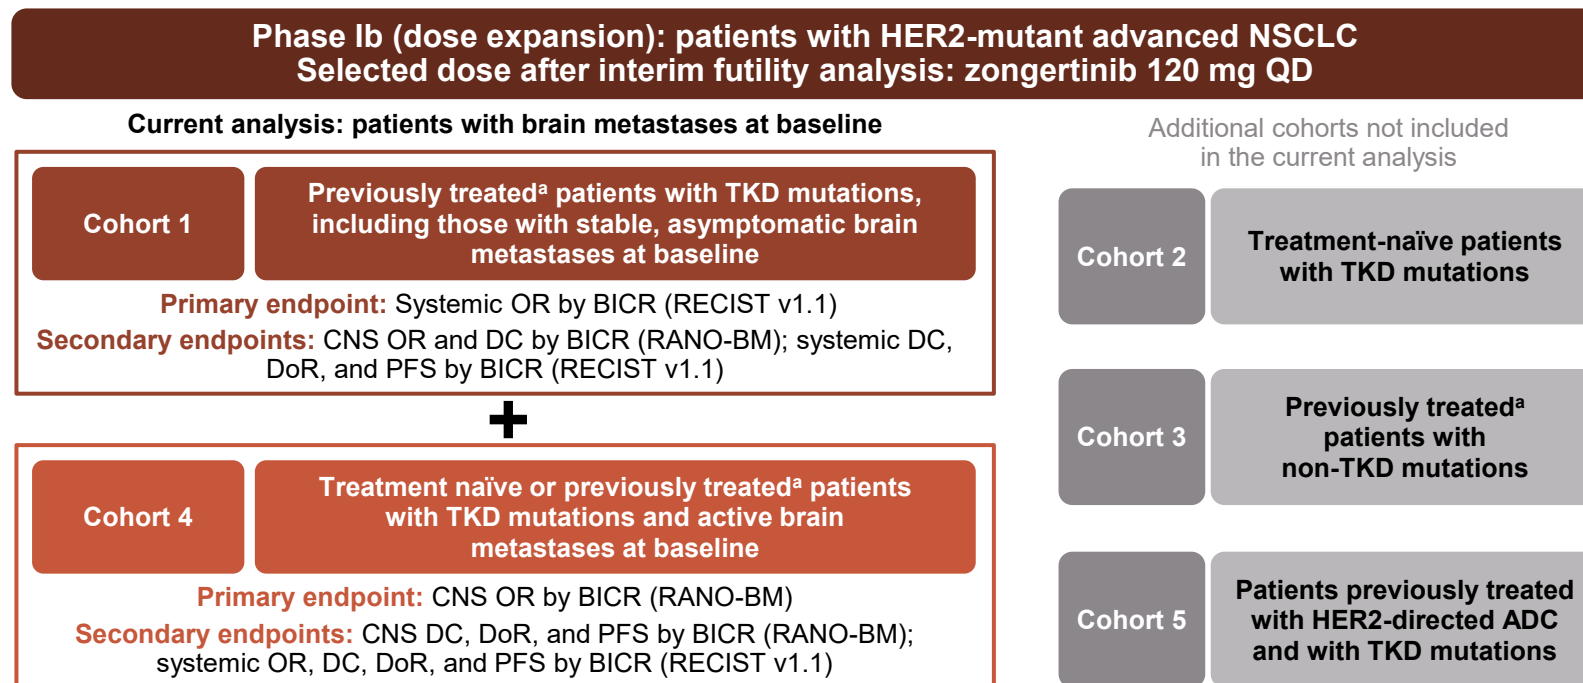 Phase Ib (dose expansion): patients with HER2-mutant advanced NSCLC
Selected dose after interim futility analysis: zongertinib 120 mg QD
Current analysis: patients with brain metastases at baseline
Cohort 1
Previously treatedᵃ patients with TKD mutations,
including those with stable, asymptomatic brain
metastases at baseline
Primary endpoint: Systemic OR by BICR (RECIST v1.1)
Secondary endpoints: CNS OR and DC by BICR (RANO-BM); systemic DC,
DoR, and PFS by BICR (RECIST v1.1)
+
Cohort 4
Treatment naïve or previously treatedᵃ patients
with TKD mutations and active brain
metastases at baseline
Primary endpoint: CNS OR by BICR (RANO-BM)
Secondary endpoints: CNS DC, DoR, and PFS by BICR (RANO-BM);
systemic OR, DC, DoR, and PFS by BICR (RECIST v1.1)
Additional cohorts not included
in the current analysis
Cohort 2
Treatment-naïve patients
with TKD mutations
Cohort 3
Previously treatedᵃ
patients with
non-TKD mutations
Cohort 5
Patients previously treated
with HER2-directed ADC
and with TKD mutations